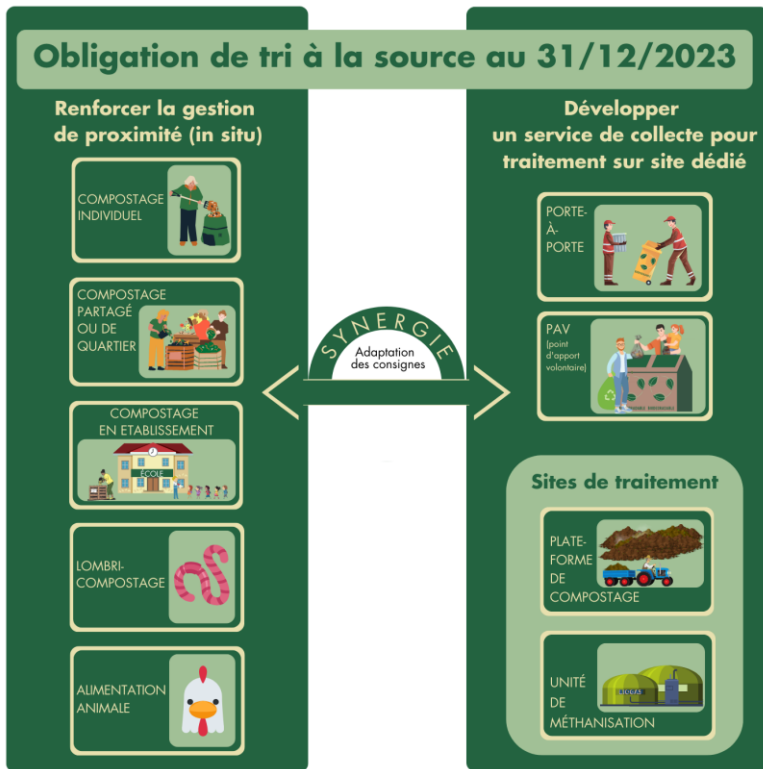 Obligation de tri à la source au 31/12/2023
Renforcer la gestion
de proximité (in situ)
COMPOSTAGE
INDIVIDUEL
COMPOSTAGE
PARTAGÉ
OU DE
QUARTIER
COMPOSTAGE
EN ETABLISSEMENT
ÉCOLE
LOMBRI-
COMPOSTAGE
ALIMENTATION
ANIMALE
SYNERGIE
Adaptation
des consignes
Développer
un service de collecte pour
traitement sur site dédié
PORTE-
À-
PORTE
PAV
(point
d'apport
volontaire)
Sites de traitement
PLATE-
FORME
DE
COMPOSTAGE
UNITÉ
DE
MÉTHANISATION
BIOGAS